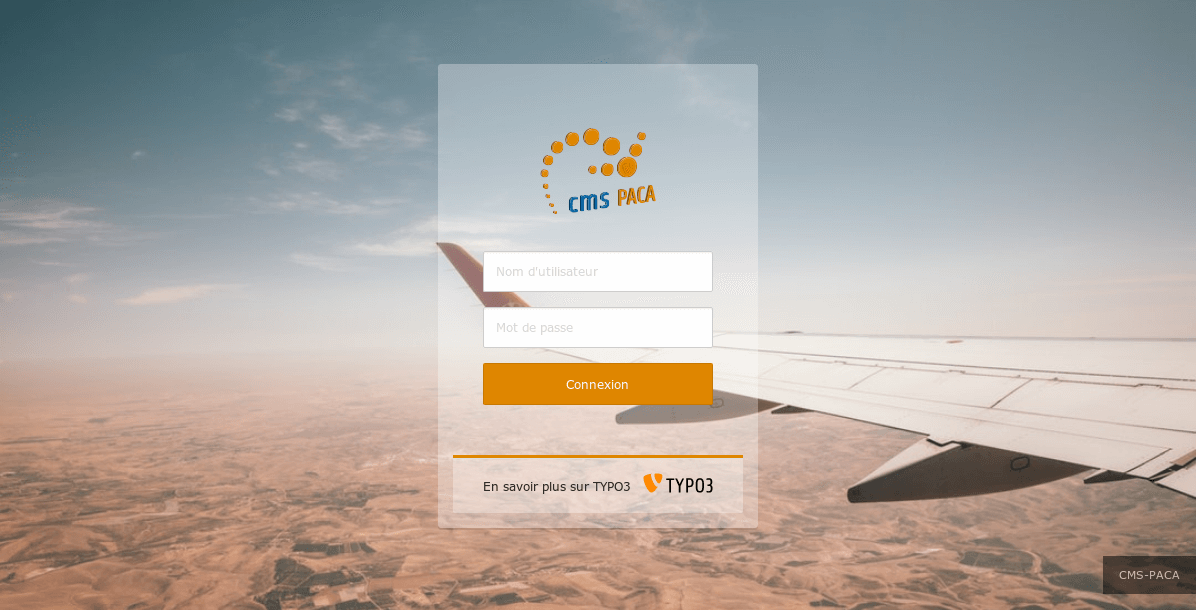 cms PACA
Nom d'utilisateur
Mot de passe
Connexion
En savoir plus sur TYPO3 TYPO3
CMS-PACA